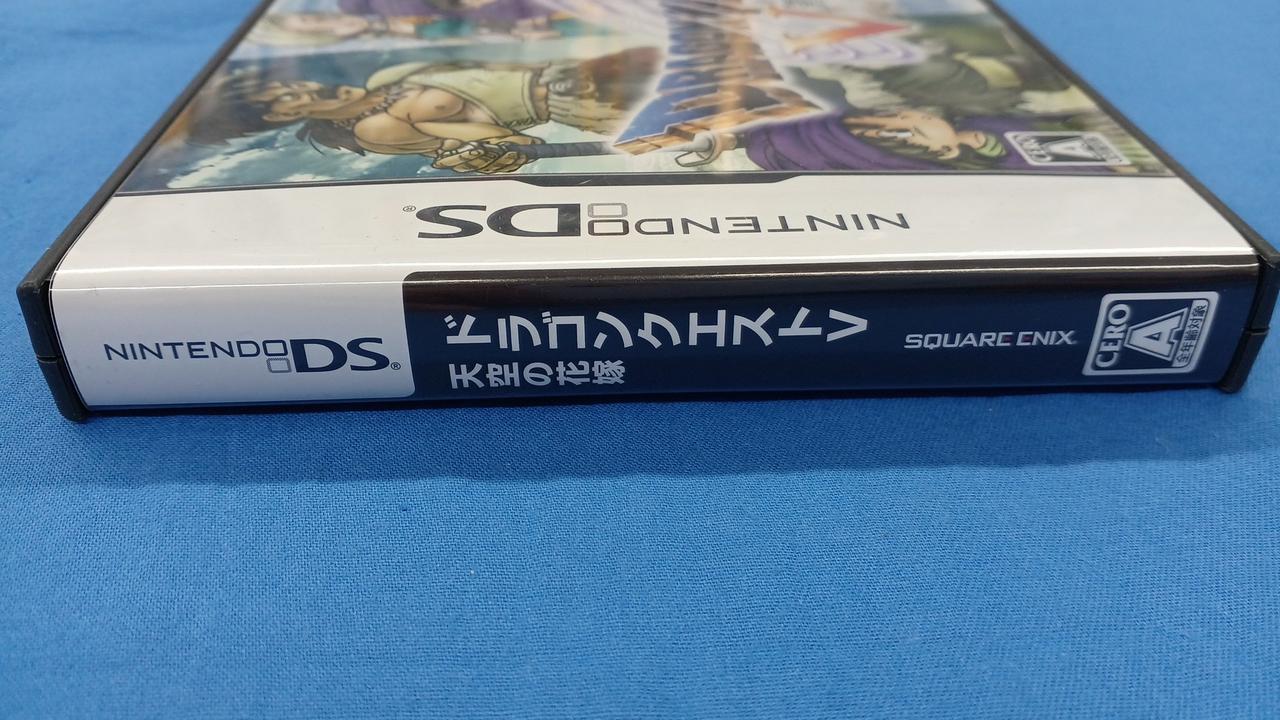 NINTENDO DS®
NINTENDO DS®
ドラゴンクエストV
天空の花嫁
SQUARE ENIX
CERO
A
全年齢対象